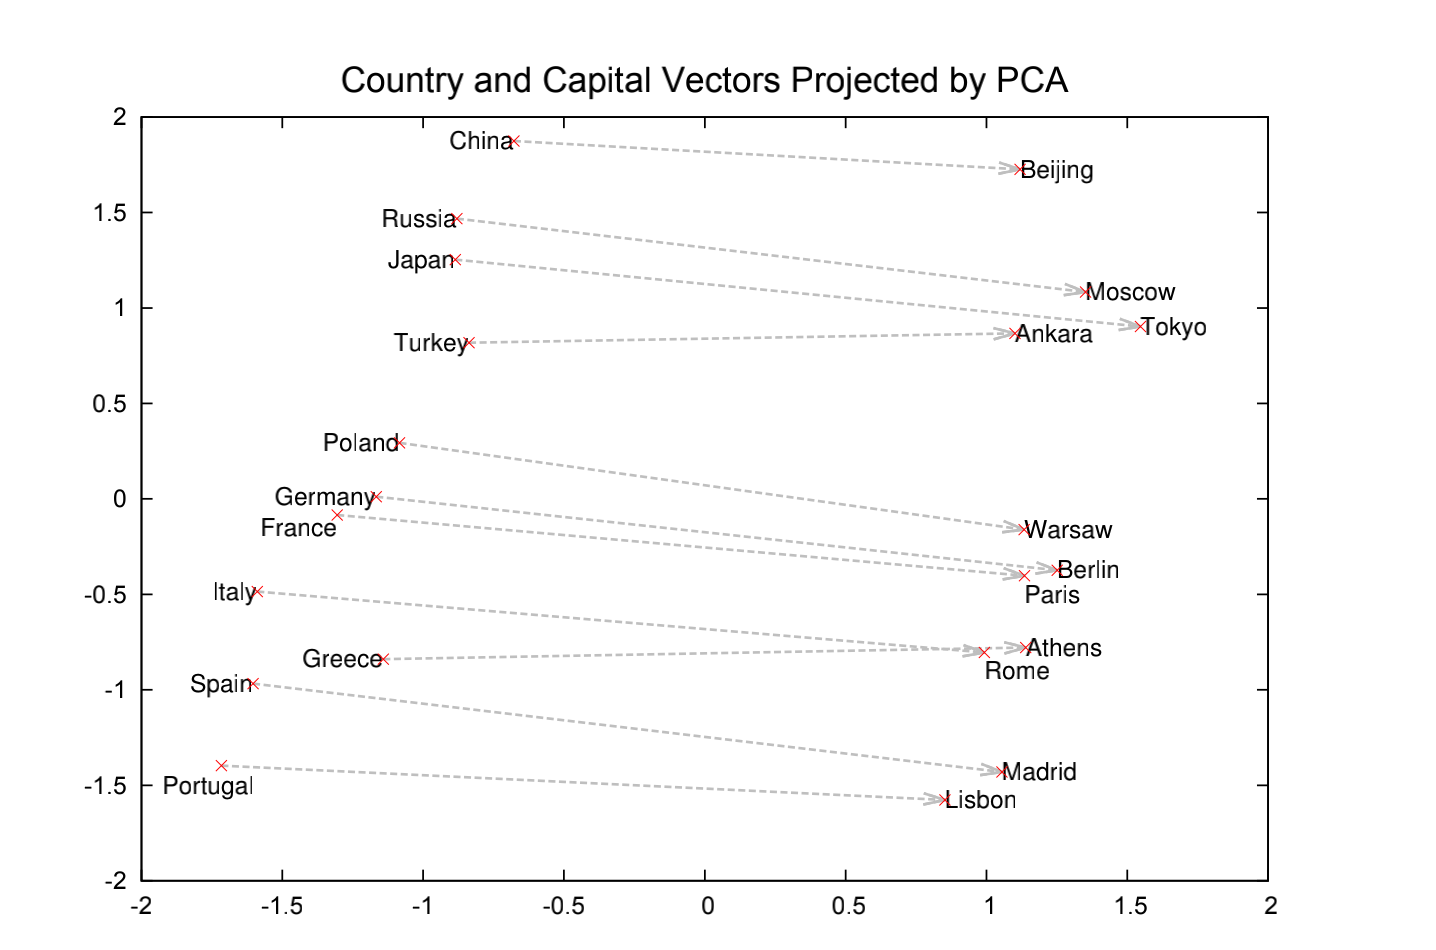 Country and Capital Vectors Projected by PCA
2
China
Beijing
1.5
Russia
Japan
Moscow
1
Tokyo
Turkey
Ankara
0.5
Poland
Germany
0
France
Warsaw
Berlin
Italy
-0.5
Paris
Athens
Greece
Rome
Spain
-1
Madrid
Portugal
-1.5
Lisbon
-2
-2 -1.5 -1 -0.5 0 0.5 1 1.5 2